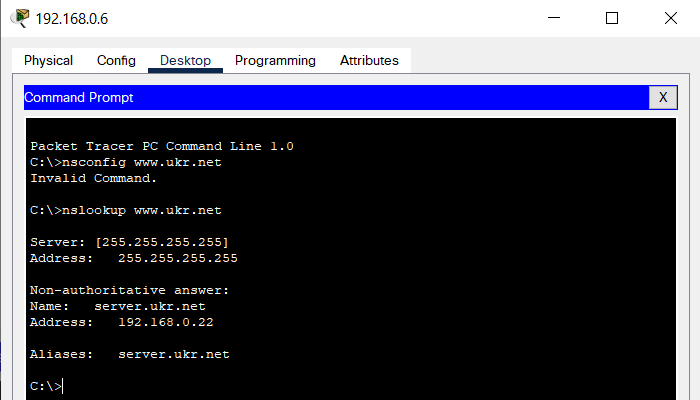 192.168.0.6
Physical Config Desktop Programming Attributes
Command Prompt X
Packet Tracer PC Command Line 1.0
C:\>nsconfig www.ukr.net
Invalid Command.
C:\>nslookup www.ukr.net
Server: [255.255.255.255]
Address: 255.255.255.255
Non-authoritative answer:
Name: server.ukr.net
Address: 192.168.0.22
Aliases: server.ukr.net
C:\>